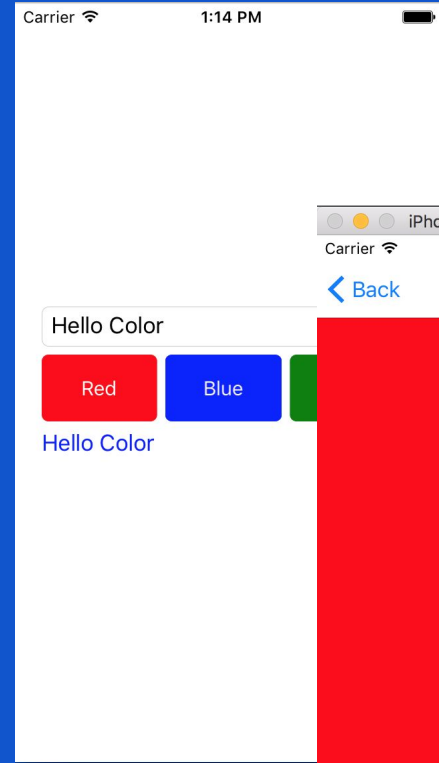 Carrier 1:14 PM
iPho
Carrier
Back
Hello Color
Red Blue
Hello Color